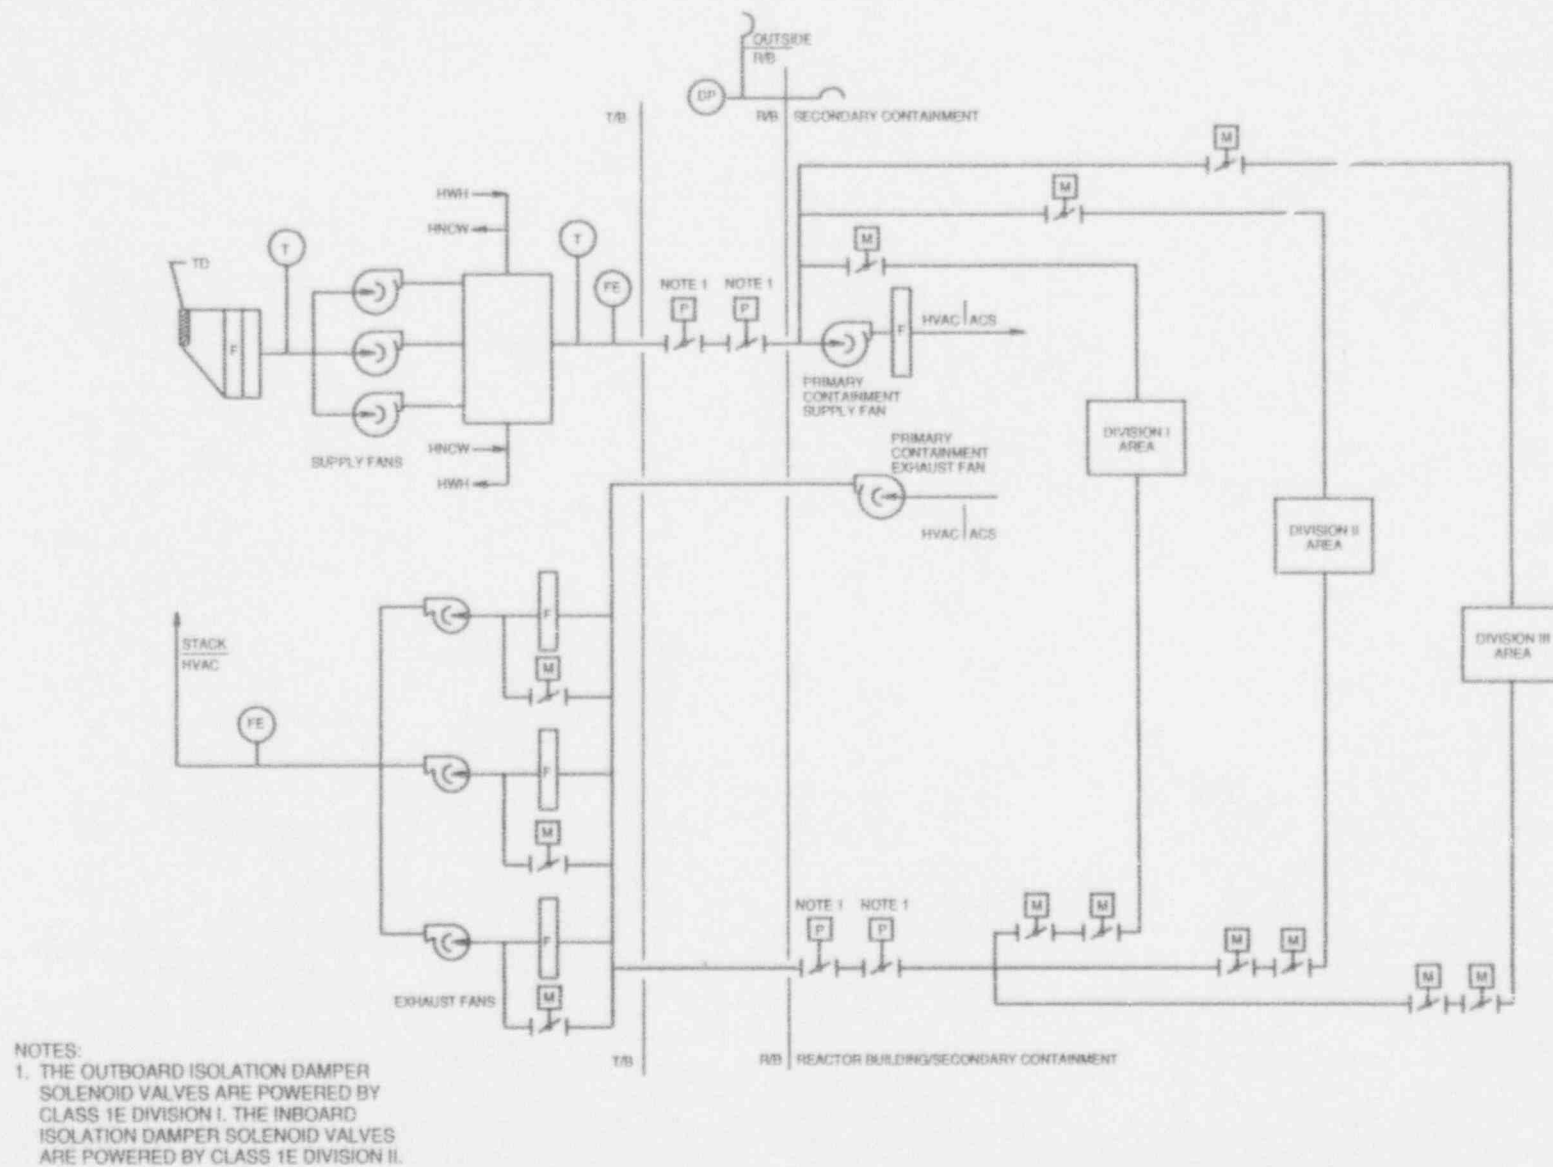 OUTSIDE
R/B
DP
T/B
R/B
SECONDARY CONTAINMENT
M
M
HWH
HNCW
T
T
M
TD
FE
NOTE 1
NOTE 1
P
P
F
F
HVAC
ACS
PRIMARY
CONTAINMENT
SUPPLY FAN
DIVISION I
AREA
SUPPLY FANS
HNCW
HWH
PRIMARY
CONTAINMENT
EXHAUST FAN
HVAC
ACS
DIVISION II
AREA
DIVISION III
AREA
STACK
HVAC
FE
F
M
F
M
F
M
EXHAUST FANS
NOTE 1
NOTE 1
P
P
M
M
M
M
M
M
T/B
R/B
REACTOR BUILDING/SECONDARY CONTAINMENT
NOTES:
1. THE OUTBOARD ISOLATION DAMPER
SOLENOID VALVES ARE POWERED BY
CLASS 1E DIVISION I. THE INBOARD
ISOLATION DAMPER SOLENOID VALVES
ARE POWERED BY CLASS 1E DIVISION II.